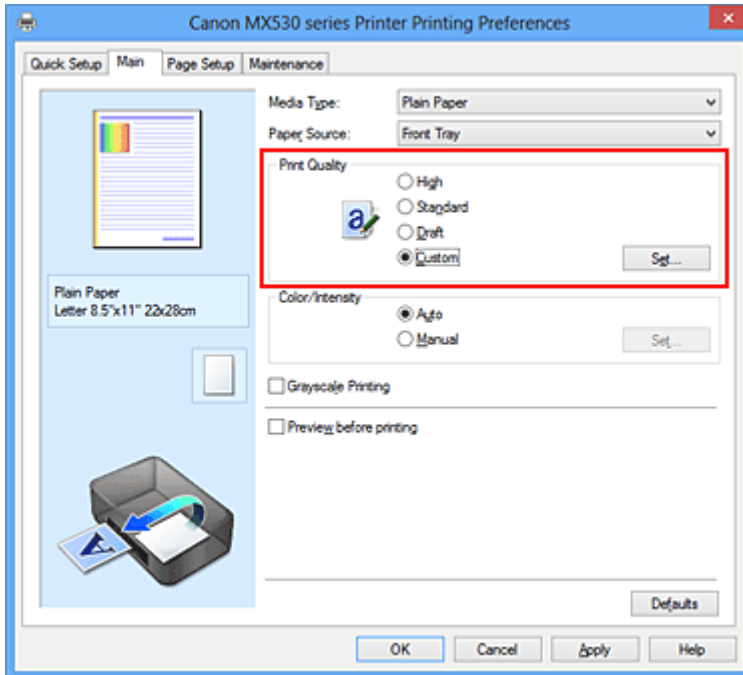 Canon MX530 series Printer Printing Preferences
Quick Setup Main Page Setup Maintenance
Media Type: Plain Paper
Paper Source: Front Tray
Print Quality
High
Standard
a
Draft
Custom Set...
Plain Paper
Letter 8.5"x11" 22x28cm
Color/Intensity
Auto
Manual Set...
Grayscale Printing
Preview before printing
A
Defaults
OK Cancel Apply Help